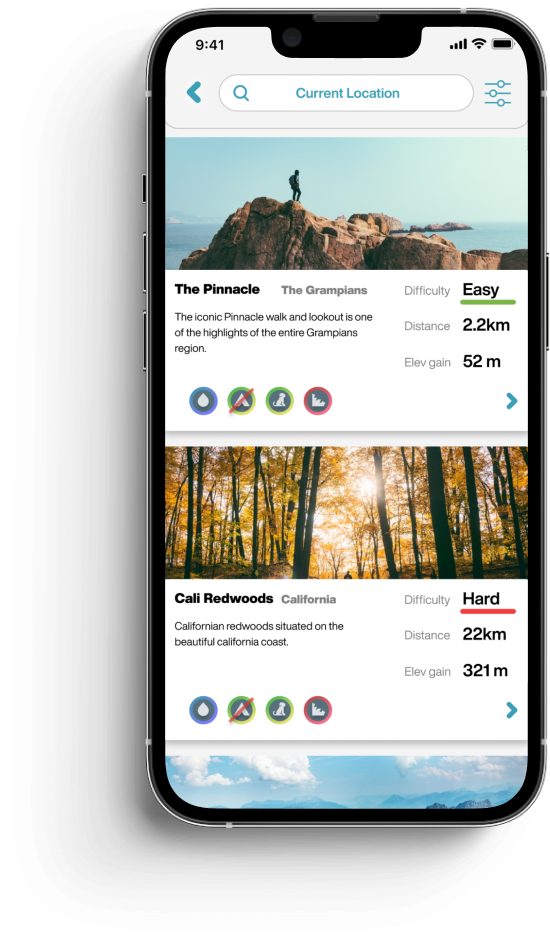 9:41
Current Location
The Pinnacle The Grampians
Difficulty Easy
The iconic Pinnacle walk and lookout is one
of the highlights of the entire Grampians
region.
Distance 2.2km
Elev gain 52 m
Cali Redwoods California
Difficulty Hard
Californian redwoods situated on the
beautiful california coast.
Distance 22km
Elev gain 321 m